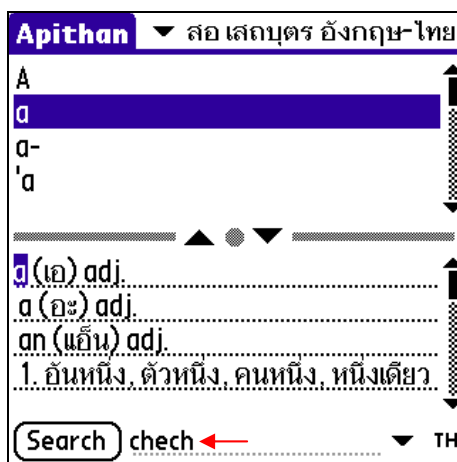 Apithan ▼ สอ เสถบุตร อังกฤษ-ไทย
A
a
a-
'a
a (เอ) adj.
a (อะ) adj.
an (แอ็น) adj.
1. อันหนึ่ง, ตัวหนึ่ง, คนหนึ่ง, หนึ่งเดียว
Search chech ▼ TH